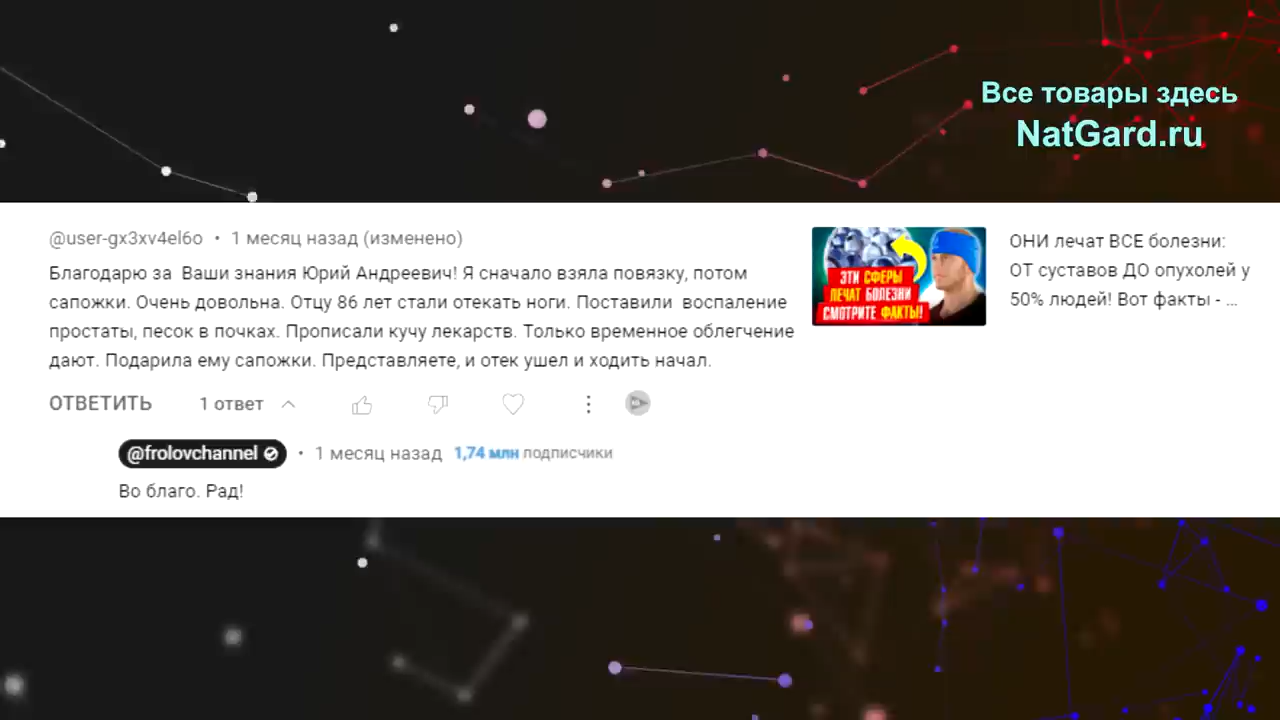 Все товары здесь
NatGard.ru
@user-gx3xv4el6o • 1 месяц назад (изменено)
Благодарю за Ваши знания Юрий Андреевич! Я сначало взяла повязку, потом
сапожки. Очень довольна. Отцу 86 лет стали отекать ноги. Поставили воспаление
простаты, песок в почках. Прописали кучу лекарств. Только временное облегчение
дают. Подарила ему сапожки. Представляете, и отек ушел и ходить начал.
ЭТИ СФЕРЫ
ЛЕЧАТ БОЛЕЗНИ
СМОТРИТЕ ФАКТЫ!
ОНИ лечат ВСЕ болезни:
ОТ суставов ДО опухолей у
50% людей! Вот факты - ...
ОТВЕТИТЬ 1 ответ
@frolovchannel • 1 месяц назад 1,74 млн подписчики
Во благо. Рад!